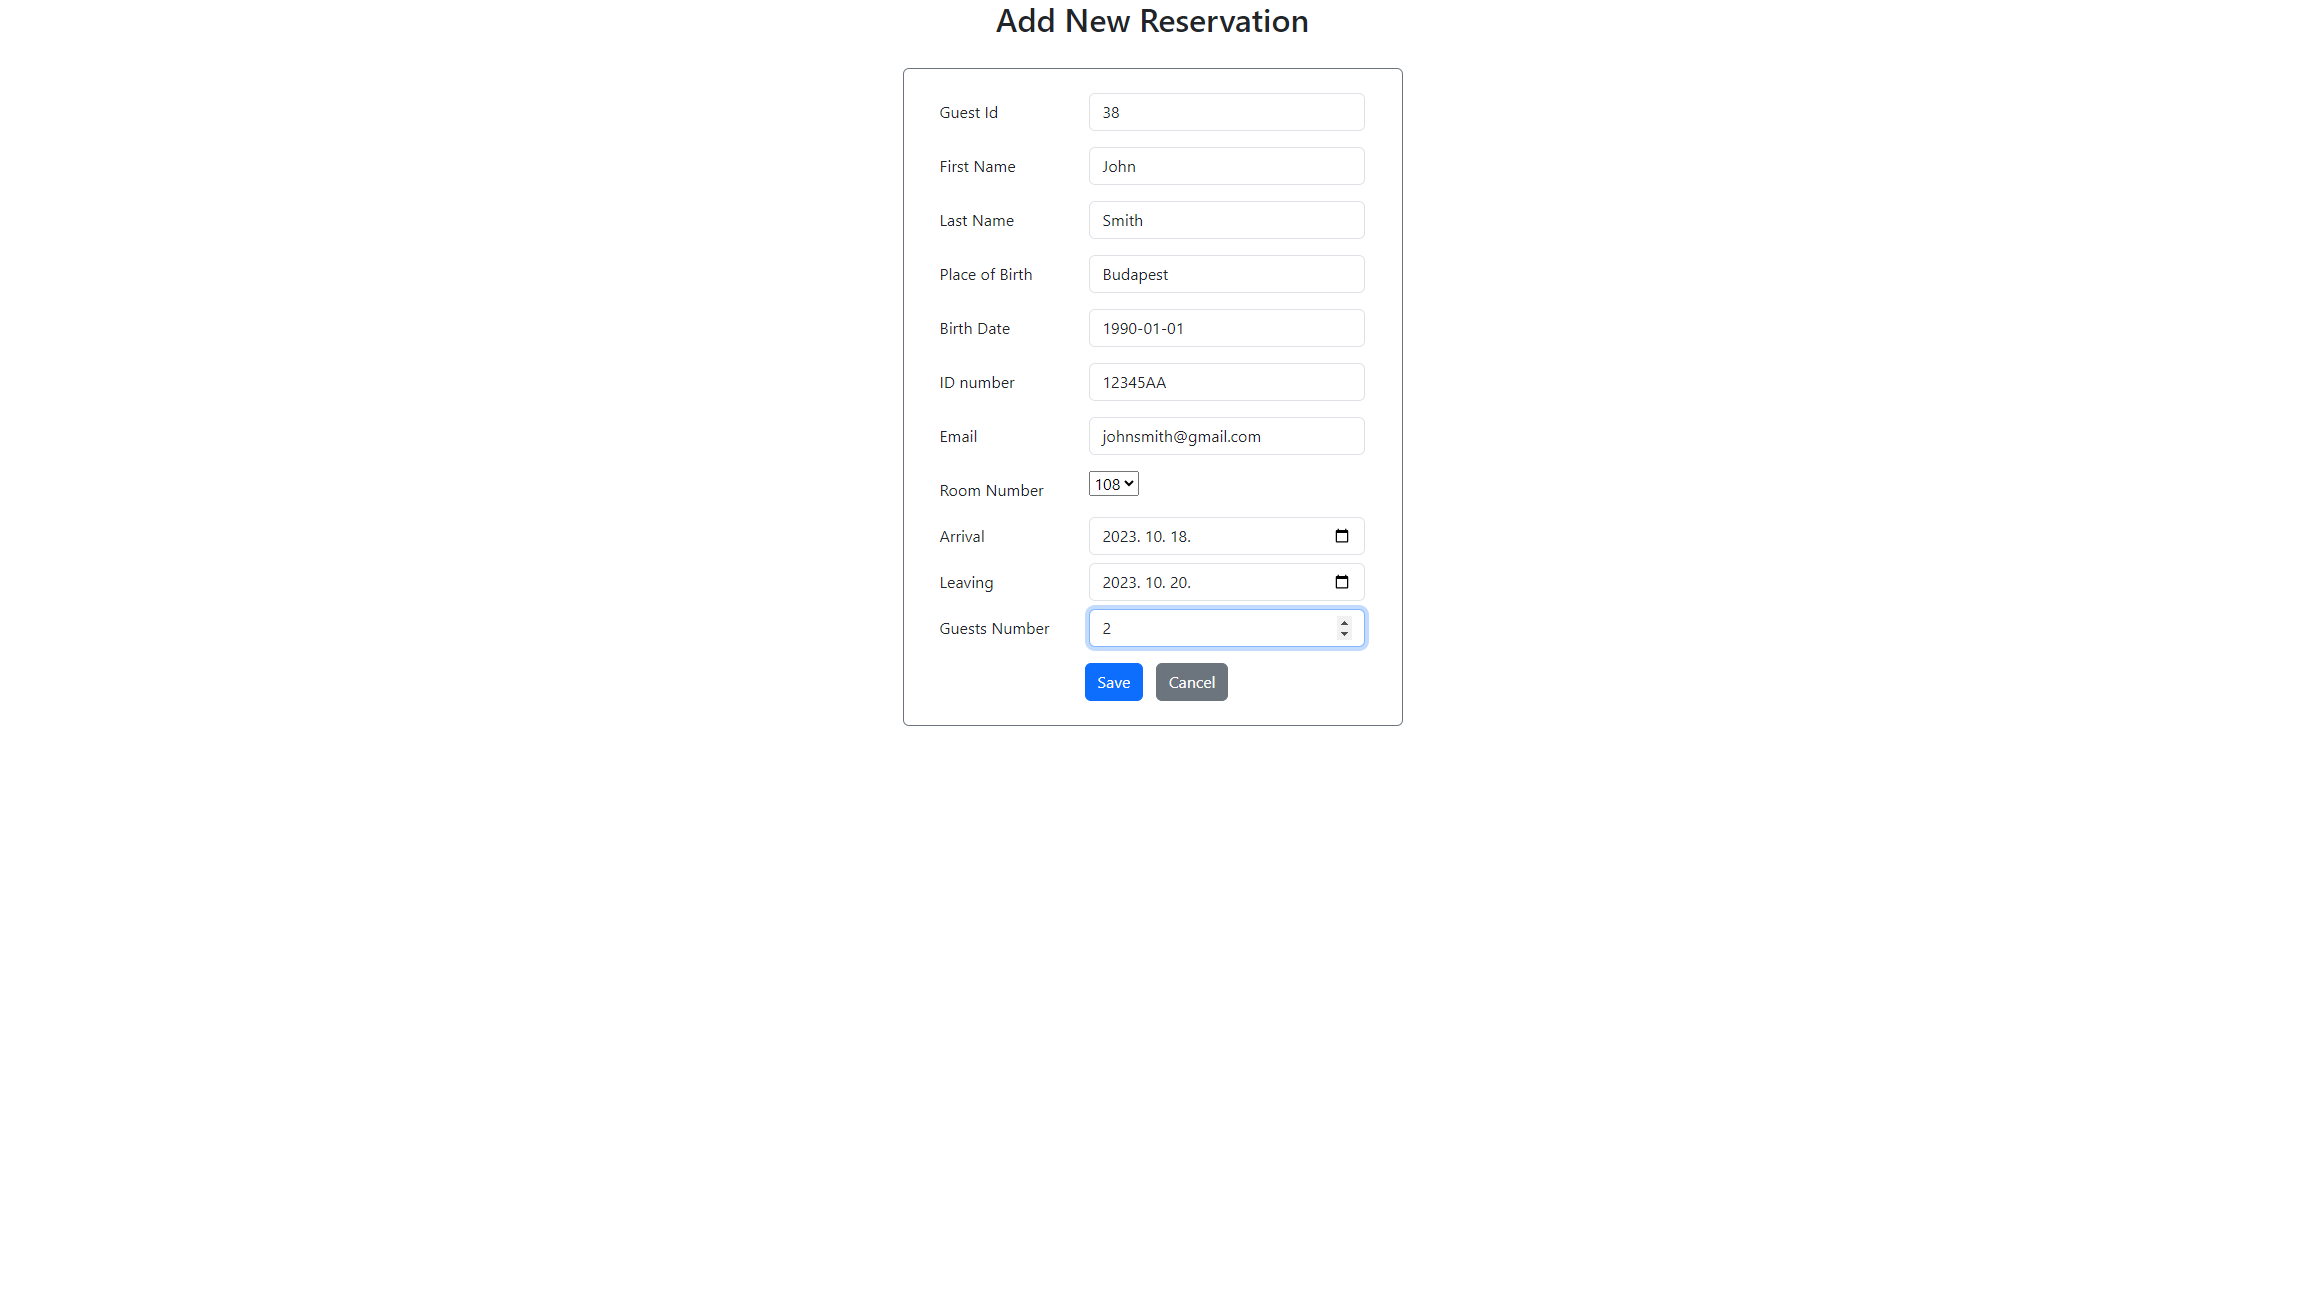 Add New Reservation
Guest Id 38
First Name John
Last Name Smith
Place of Birth Budapest
Birth Date 1990-01-01
ID number 12345AA
Email johnsmith@gmail.com
Room Number 108
Arrival 2023. 10. 18.
Leaving 2023. 10. 20.
Guests Number 2
Save Cancel